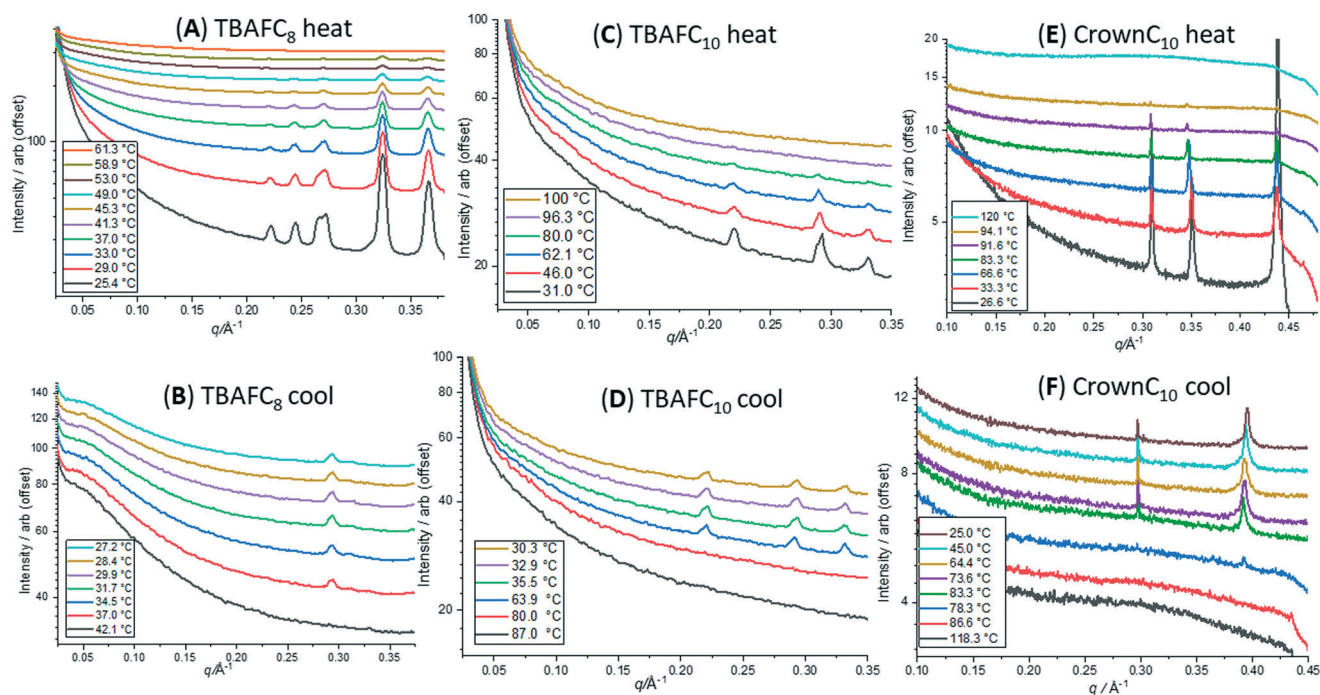 (A) TBAFC8 heat
Intensity / arb (offset)
100
61.3 °C
58.9 °C
53.0 °C
49.0 °C
45.3 °C
41.3 °C
37.0 °C
33.0 °C
29.0 °C
25.4 °C
0.05 0.10 0.15 0.20 0.25 0.30 0.35
q/Å-1
(C) TBAFC10 heat
Intensity / arb (offset)
100
80
60
40
20
100 °C
96.3 °C
80.0 °C
62.1 °C
46.0 °C
31.0 °C
0.05 0.10 0.15 0.20 0.25 0.30 0.35
q/Å-1
(E) CrownC10 heat
Intensity / arb (offset)
20
15
10
5
120 °C
94.1 °C
91.6 °C
83.3 °C
66.6 °C
33.3 °C
26.6 °C
0.10 0.15 0.20 0.25 0.30 0.35 0.40 0.45
q/Å-1
(B) TBAFC8 cool
Intensity / arb (offset)
140
120
100
80
60
40
27.2 °C
28.4 °C
29.9 °C
31.7 °C
34.5 °C
37.0 °C
42.1 °C
0.05 0.10 0.15 0.20 0.25 0.30 0.35
q/Å-1
(D) TBAFC10 cool
Intensity / arb (offset)
100
80
60
40
20
30.3 °C
32.9 °C
35.5 °C
63.9 °C
80.0 °C
87.0 °C
0.05 0.10 0.15 0.20 0.25 0.30 0.35
q/Å-1
(F) CrownC10 cool
Intensity / arb (offset)
12
8
4
25.0 °C
45.0 °C
64.4 °C
73.6 °C
83.3 °C
78.3 °C
86.6 °C
118.3 °C
0.10 0.15 0.20 0.25 0.30 0.35 0.40 0.45
q / Å-1